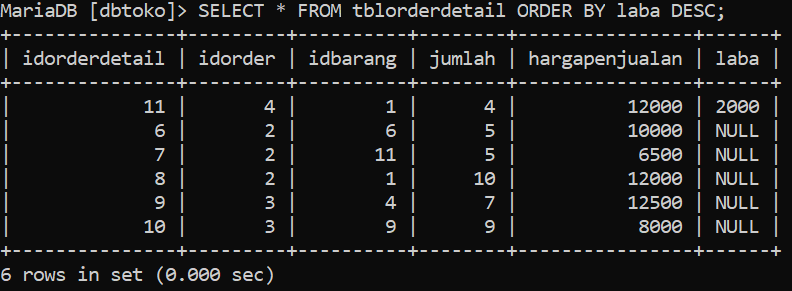 MariaDB [dbtoko]> SELECT * FROM tblorderdetail ORDER BY laba DESC;
+---------------+---------+----------+--------+----------------+------+
| idorderdetail | idorder | idbarang | jumlah | hargapenjualan | laba |
+---------------+---------+----------+--------+----------------+------+
|            11 |       4 |        1 |      4 |          12000 | 2000 |
|             6 |       2 |        6 |      5 |          10000 | NULL |
|             7 |       2 |       11 |      5 |           6500 | NULL |
|             8 |       2 |        1 |     10 |          12000 | NULL |
|             9 |       3 |        4 |      7 |          12500 | NULL |
|            10 |       3 |        9 |      9 |           8000 | NULL |
+---------------+---------+----------+--------+----------------+------+
6 rows in set (0.000 sec)